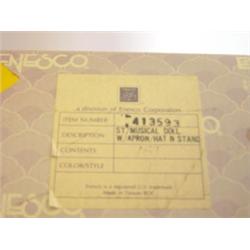 ENESCO
a division of Enesco Corporation
ITEM NUMBER 413593
DESCRIPTION ST/MUSICAL DOLL
W/APRON/HAT N STAND
CONTENTS
COLOR/STYLE
Enesco is a registered U.S. trademark
Made in Taiwan ROC